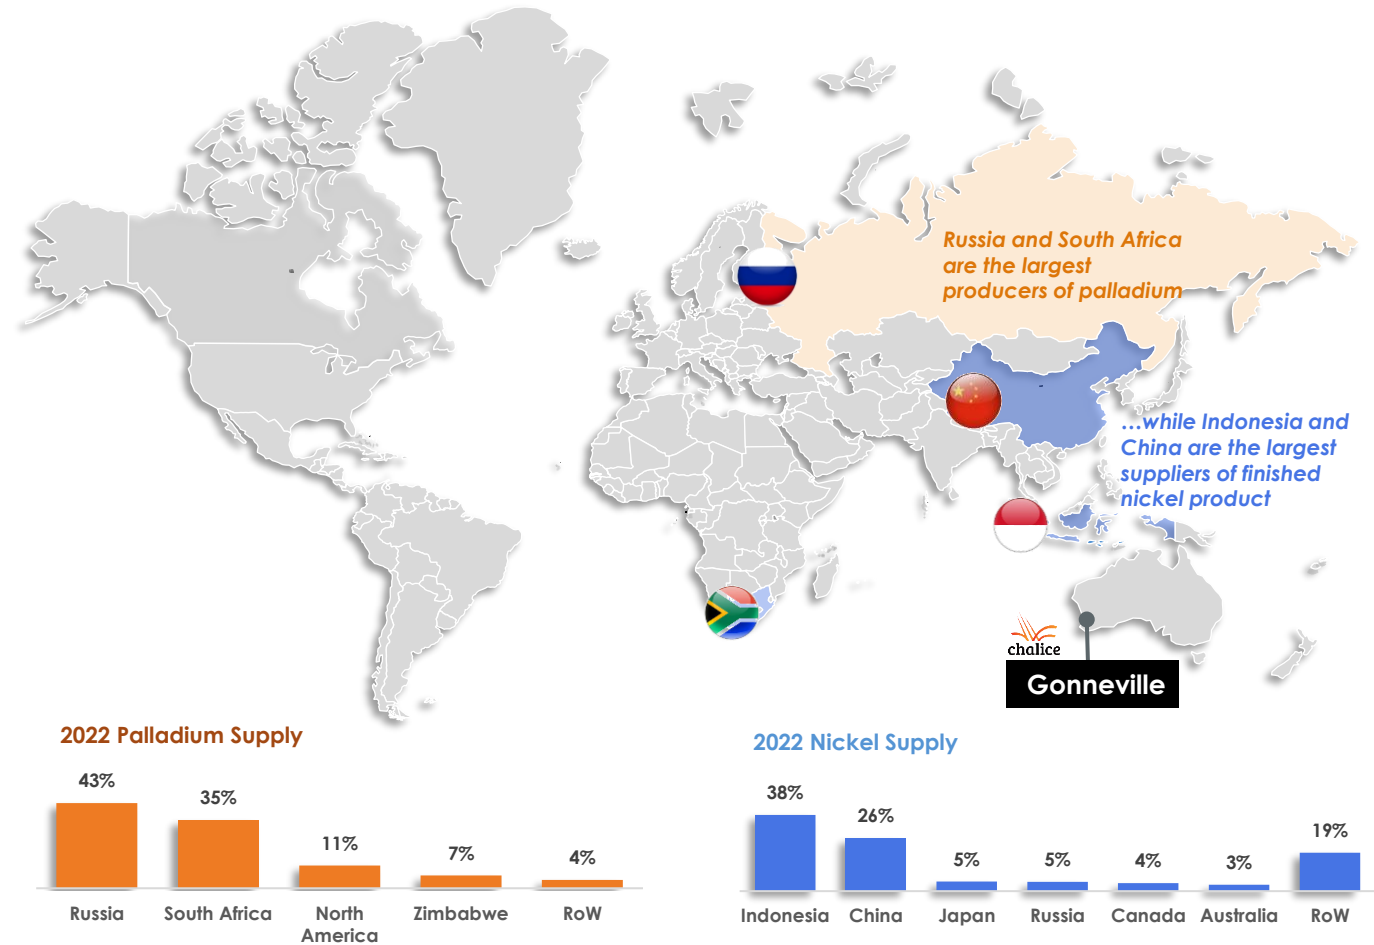 Russia and South Africa
are the largest
producers of palladium
...while Indonesia and
China are the largest
suppliers of finished
nickel product
chalice
Gonneville
2022 Palladium Supply
43%
35%
11%
7%
4%
Russia
South Africa
North
America
Zimbabwe
RoW
2022 Nickel Supply
38%
26%
5%
5%
4%
3%
19%
Indonesia
China
Japan
Russia
Canada
Australia
RoW